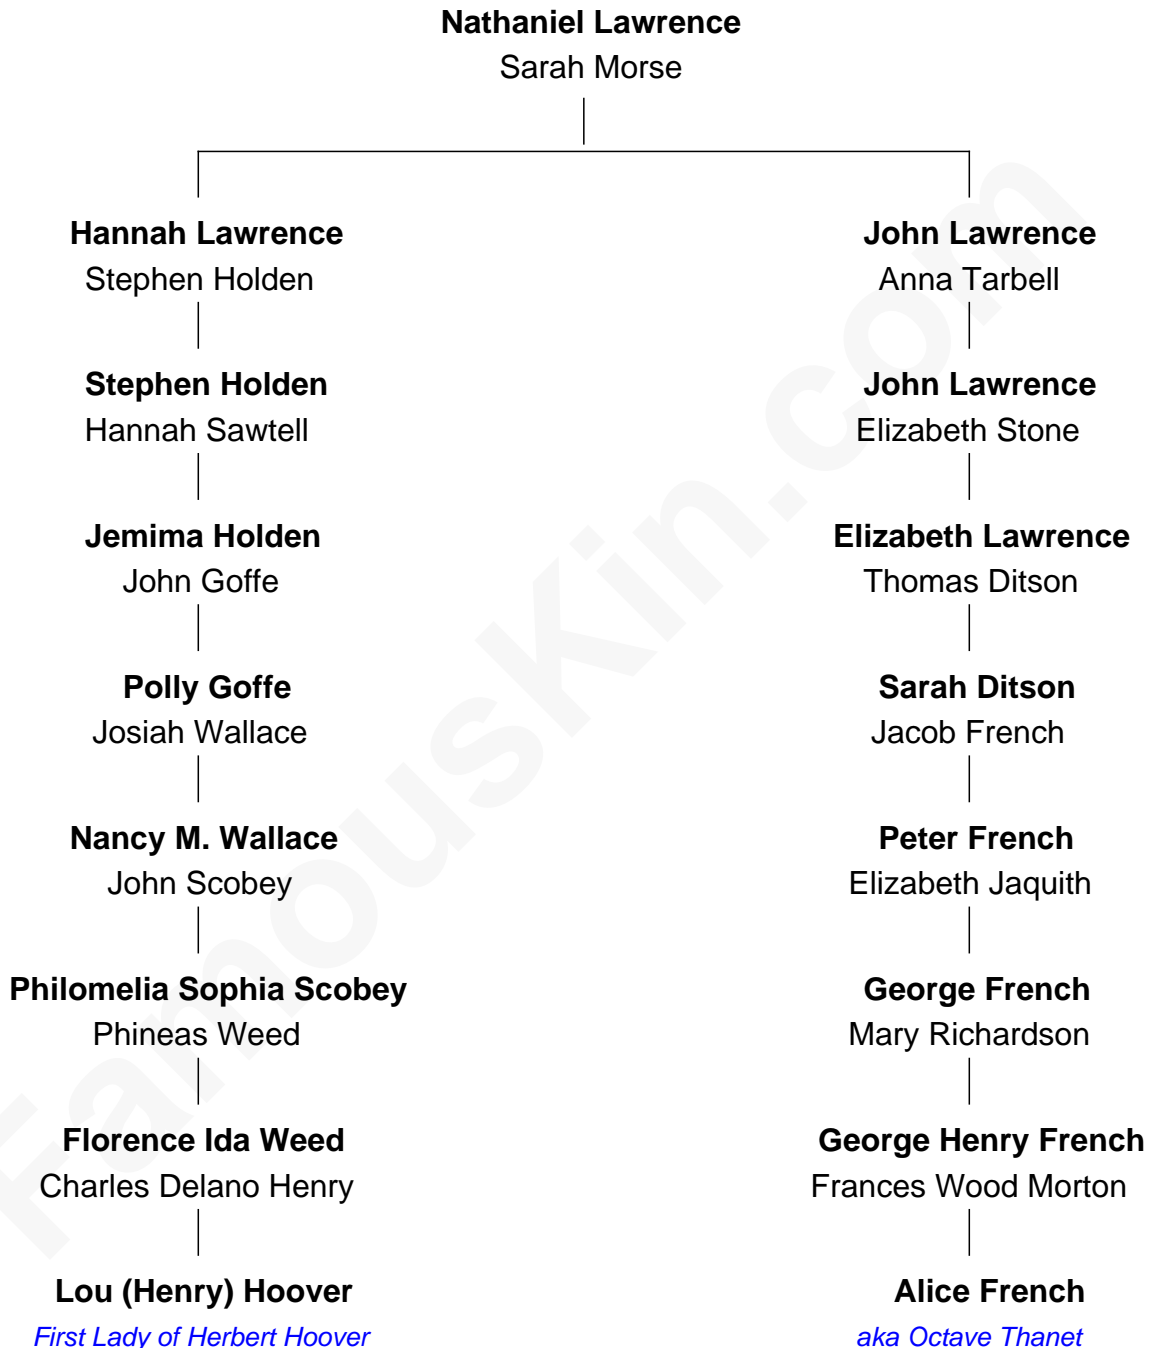 Nathaniel Lawrence
Sarah Morse
Hannah Lawrence
Stephen Holden
John Lawrence
Anna Tarbell
Stephen Holden
Hannah Sawtell
John Lawrence
Elizabeth Stone
Jemima Holden
John Goffe
Elizabeth Lawrence
Thomas Ditson
Polly Goffe
Josiah Wallace
Sarah Ditson
Jacob French
Nancy M. Wallace
John Scobey
Peter French
Elizabeth Jaquith
Philomelia Sophia Scobey
Phineas Weed
George French
Mary Richardson
Florence Ida Weed
Charles Delano Henry
George Henry French
Frances Wood Morton
Lou (Henry) Hoover
First Lady of Herbert Hoover
Alice French
aka Octave Thanet
FamousKin.com